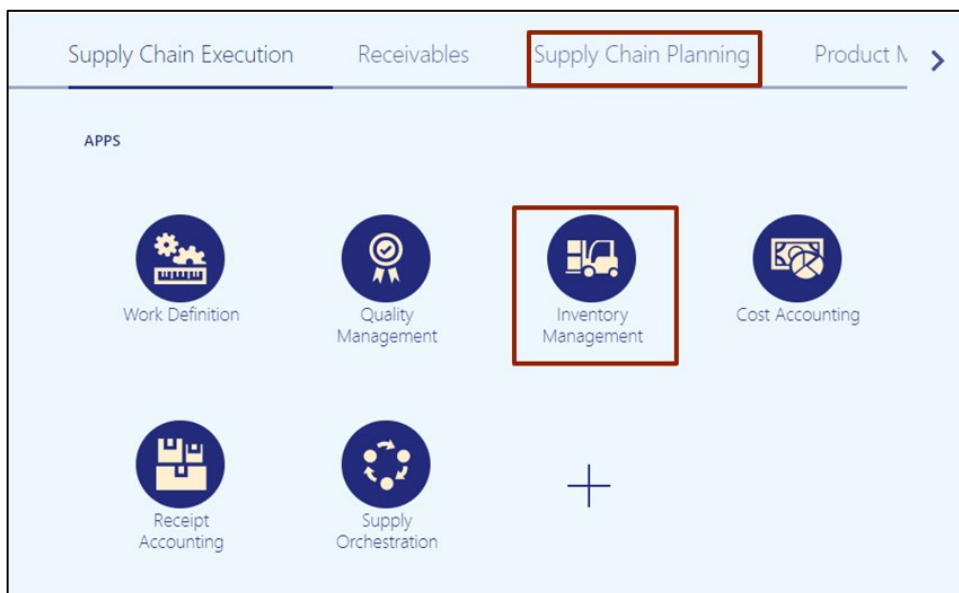 Supply Chain Execution Receivables Supply Chain Planning Product
APPS
Work Definition Quality Management Inventory Management Cost Accounting
Receipt Accounting Supply Orchestration